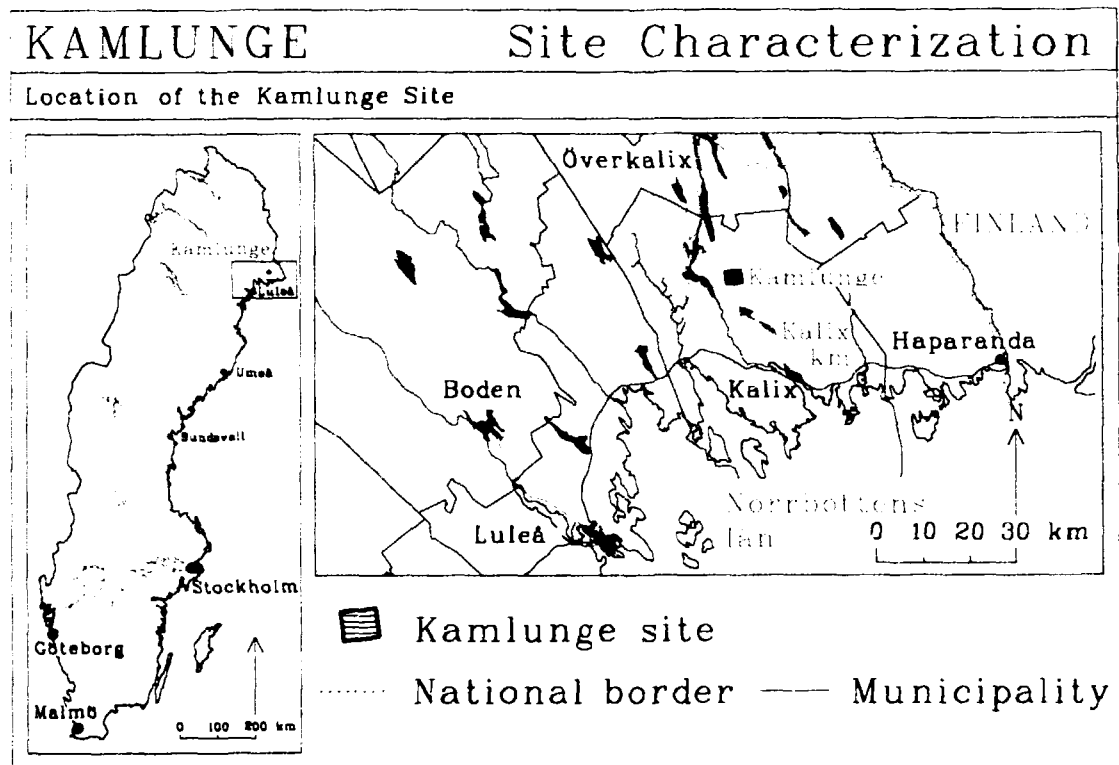 KAMLUNGE Site Characterization
Location of the Kamlunge Site
Kamlunge
Luleå
Umeå
Sundsvall
Stockholm
Göteborg
Malmö
0 100 200 km
Överkalix
FINLAND
Kamlunge
Kalix
km
Haparanda
Boden
Kalix
N
Norrbottens
län
Luleå
0 10 20 30 km
Kamlunge site
National border
Municipality